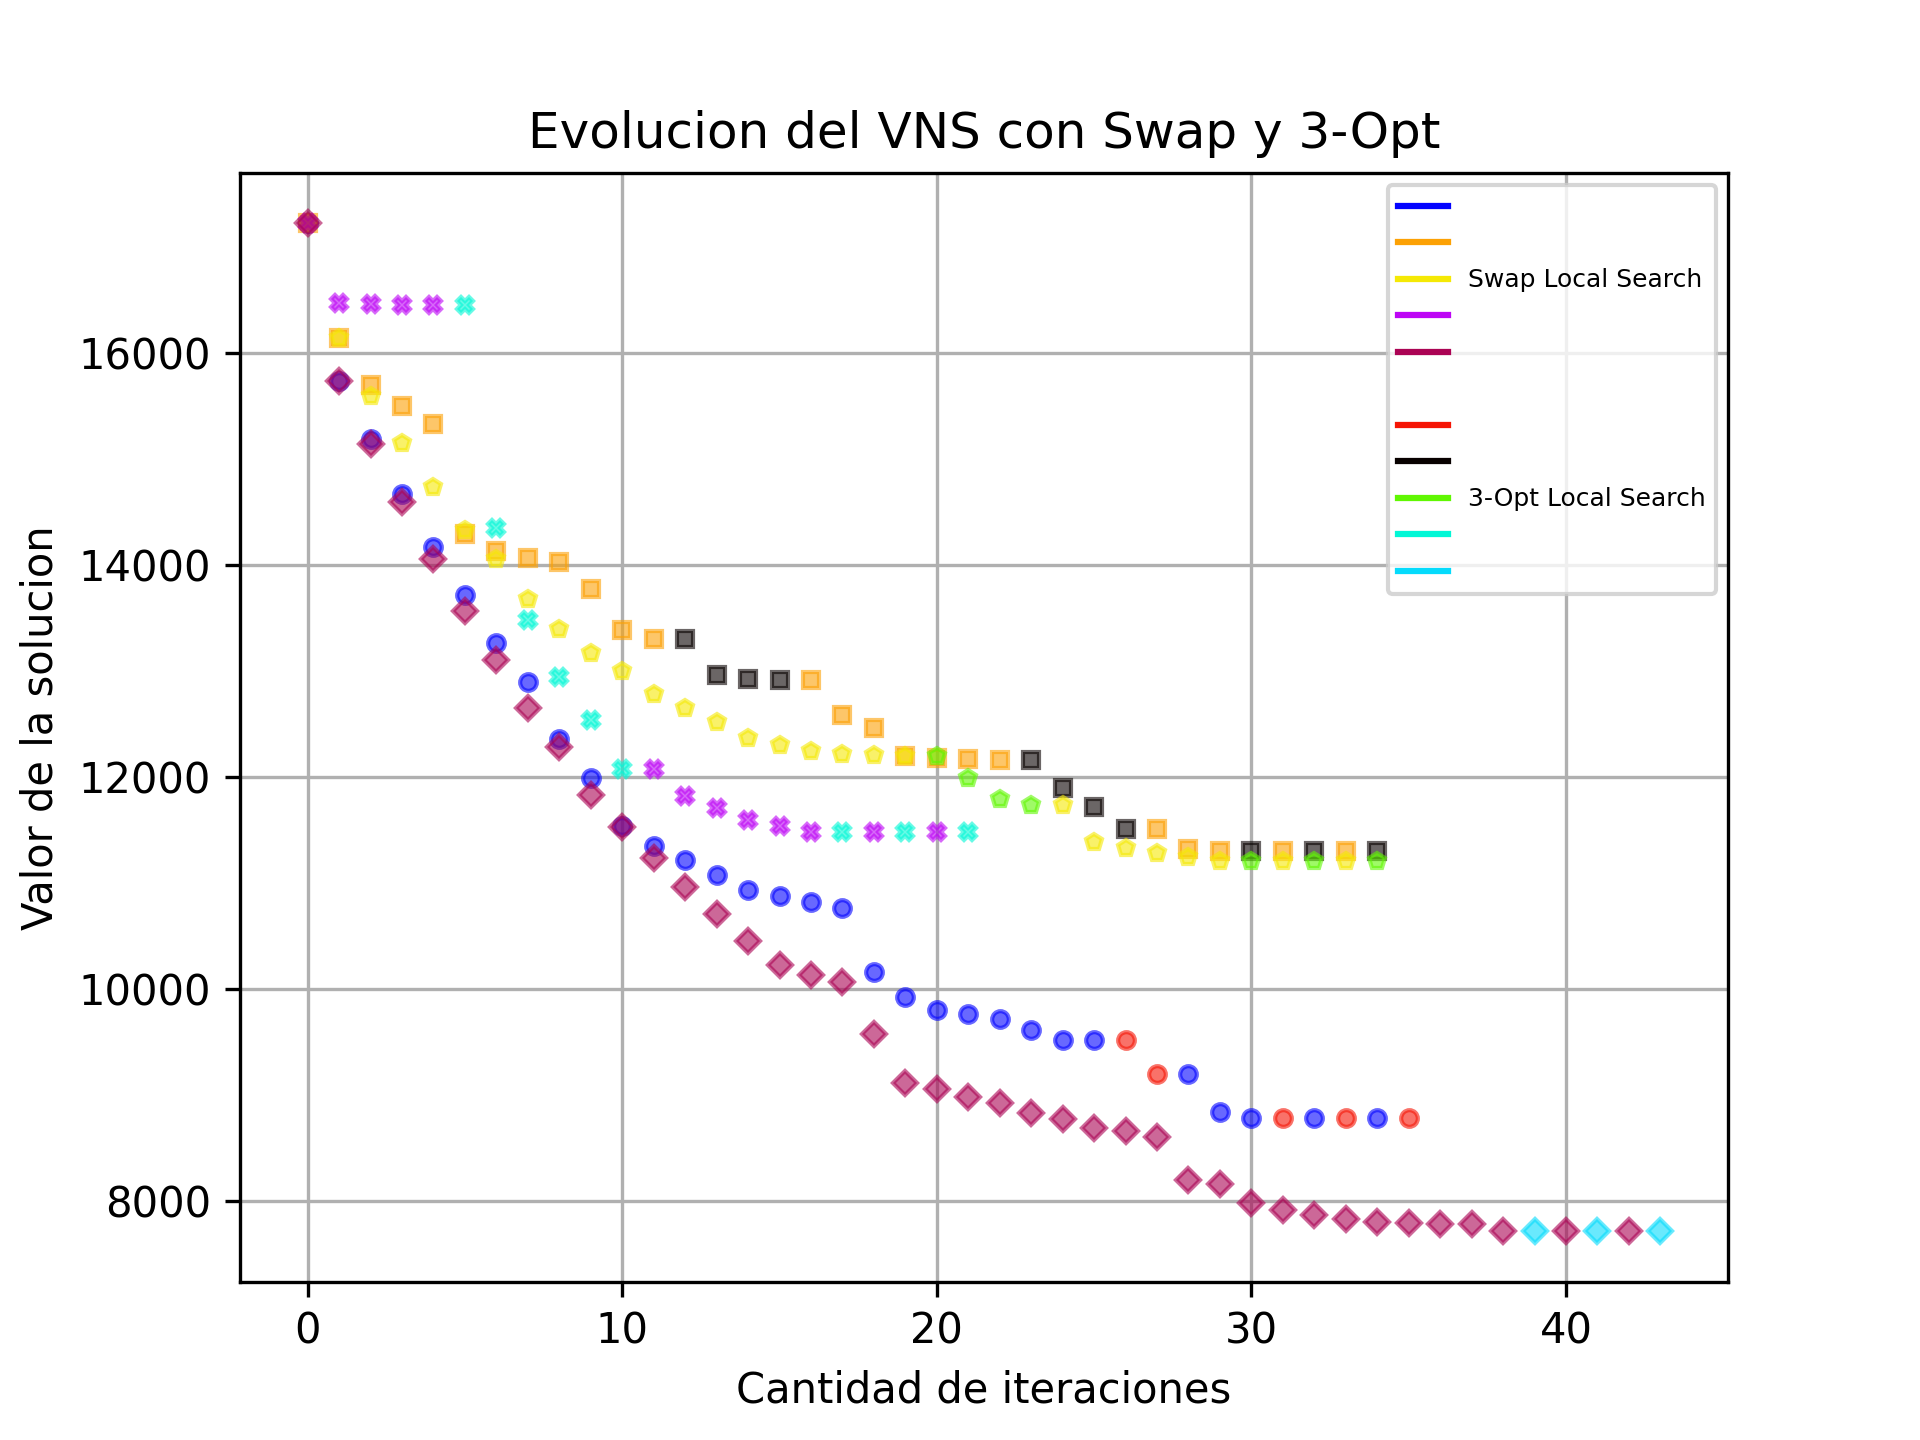 Evolucion del VNS con Swap y 3-Opt
Swap Local Search
3-Opt Local Search
Valor de la solucion
16000
14000
12000
10000
8000
0 10 20 30 40
Cantidad de iteraciones